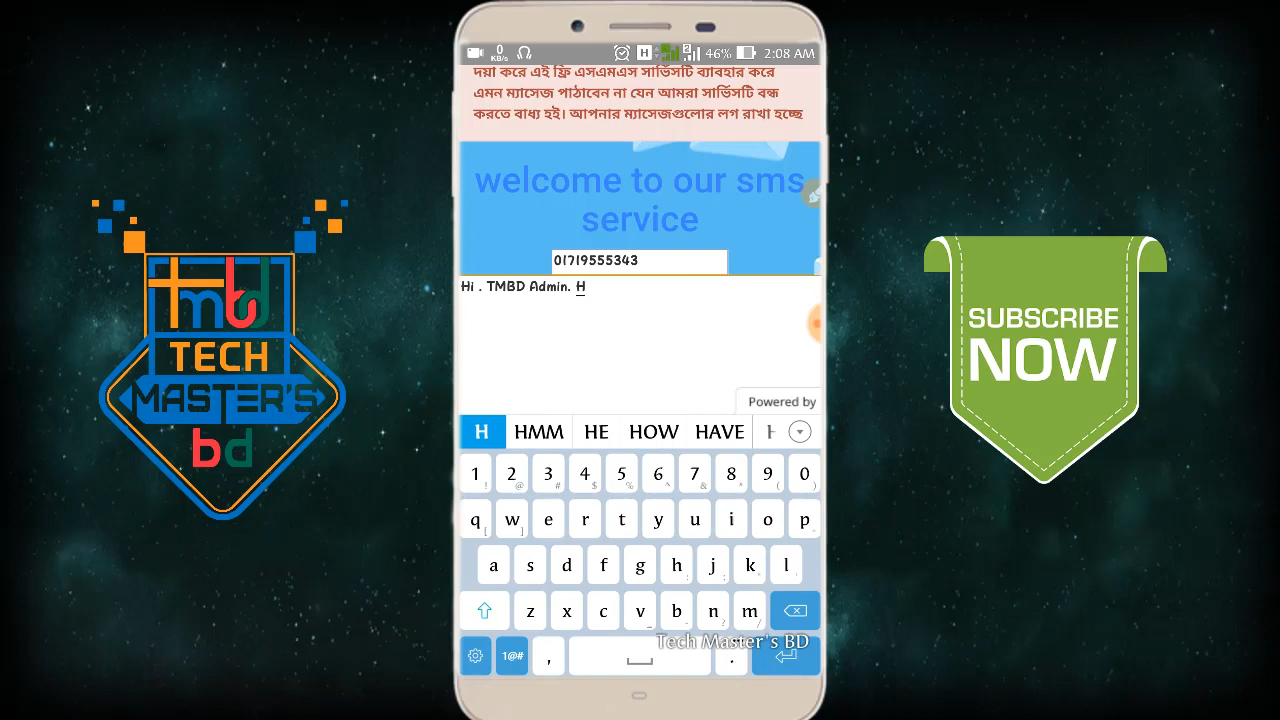 0
KB/s
H
2
46%
2:08 AM
দয়া করে এই ফ্রি এসএমএস সার্ভিসটি ব্যাবহার করে
এমন ম্যাসেজ পাঠাবেন না যেন আমরা সার্ভিসটি বন্ধ
করতে বাধ্য হই। আপনার ম্যাসেজগুলোর লগ রাখা হচ্ছে
welcome to our sms
service
01719555343
Hi . TMBD Admin. H
Powered by
H HMM HE HOW HAVE
1 2 3 4 5 6 7 8 9 0
! @ # $ % ^ & * ( )
q w e r t y u i o p
a s d f g h j k l
z x c v b n m
1@# , .
Tech Master's BD
tmbd
TECH
MASTER'S
bd
SUBSCRIBE
NOW